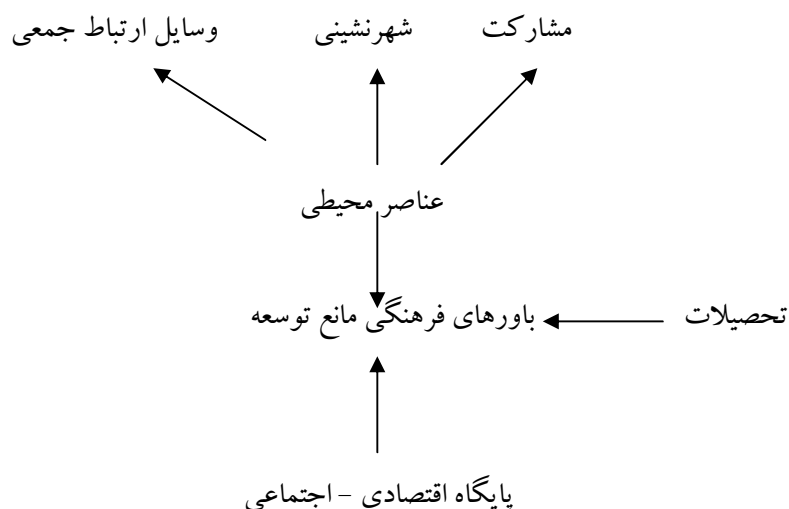 مشارکت شهرنشینی وسایل ارتباط جمعی
عناصر محیطی
تحصیلات باورهای فرهنگی مانع توسعه
پایگاه اقتصادی – اجتماعی